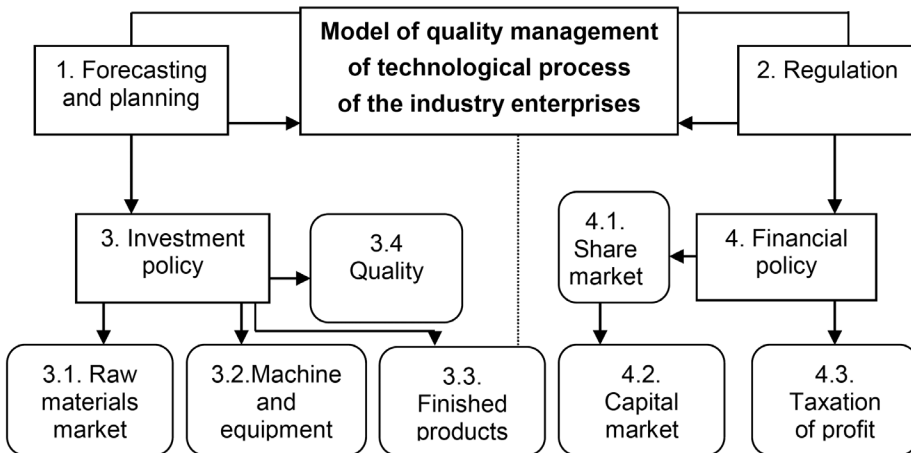 Model of quality management
of technological process
of the industry enterprises
1. Forecasting
and planning
2. Regulation
3. Investment
policy
3.4
Quality
4.1.
Share
market
4. Financial
policy
3.1. Raw
materials
market
3.2.Machine
and
equipment
3.3.
Finished
products
4.2.
Capital
market
4.3.
Taxation
of profit